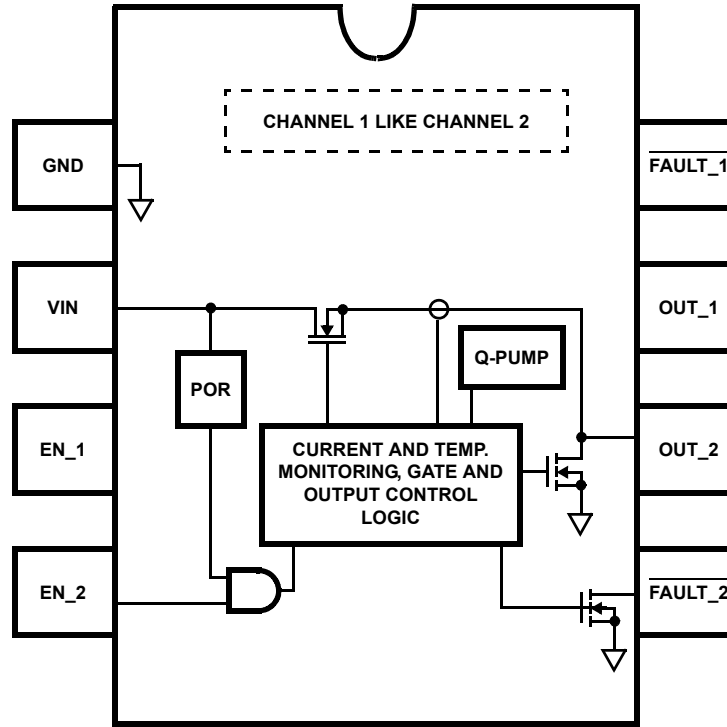 CHANNEL 1 LIKE CHANNEL 2
GND
FAULT_1
VIN
OUT_1
Q-PUMP
POR
EN_1
CURRENT AND TEMP.
MONITORING, GATE AND
OUTPUT CONTROL
LOGIC
OUT_2
EN_2
FAULT_2